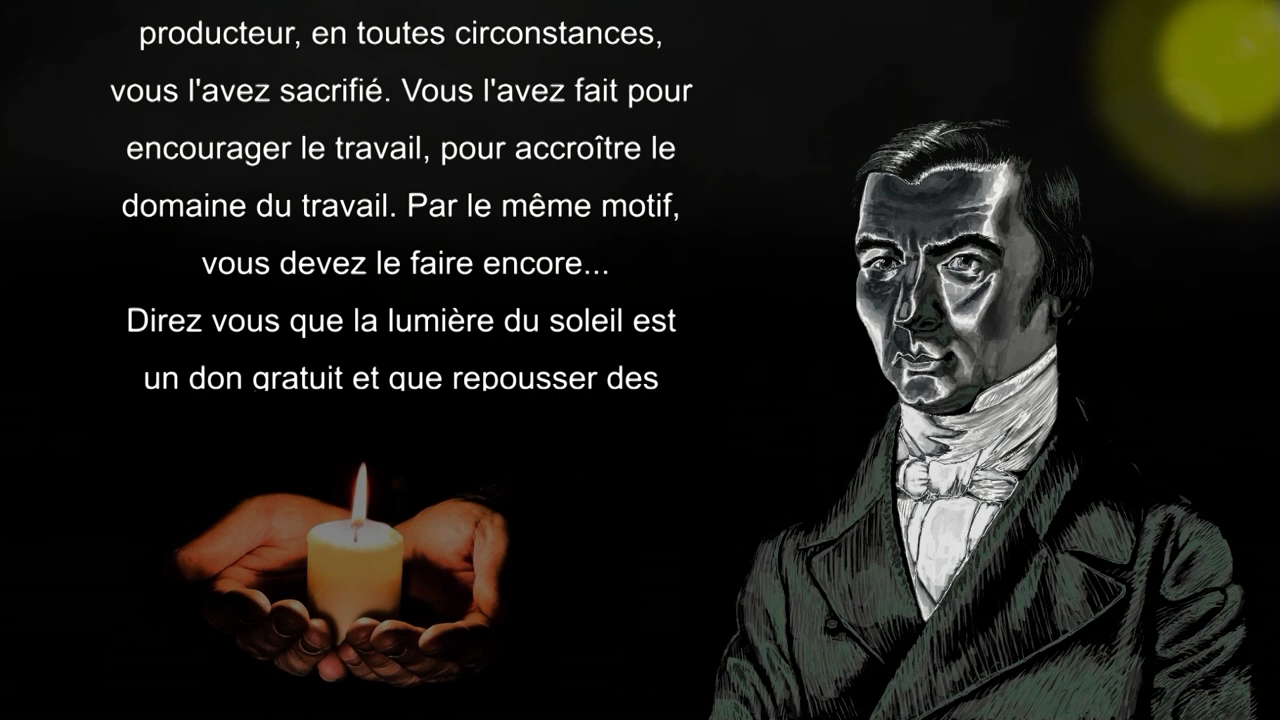 producteur, en toutes circonstances,
vous l'avez sacrifié. Vous l'avez fait pour
encourager le travail, pour accroître le
domaine du travail. Par le même motif,
vous devez le faire encore...
Direz vous que la lumière du soleil est
un don gratuit et que repousser des